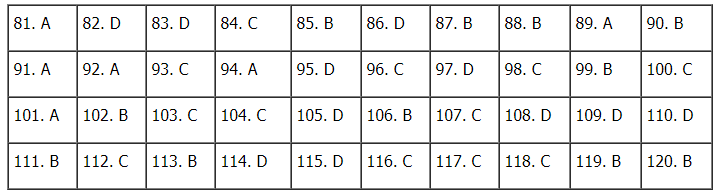 81. A 82. D 83. D 84. C 85. B 86. D 87. B 88. B 89. A 90. B
91. A 92. A 93. C 94. A 95. D 96. C 97. D 98. C 99. B 100. C
101. A 102. B 103. C 104. C 105. D 106. B 107. C 108. D 109. D 110. D
111. B 112. C 113. B 114. D 115. D 116. C 117. C 118. C 119. B 120. B